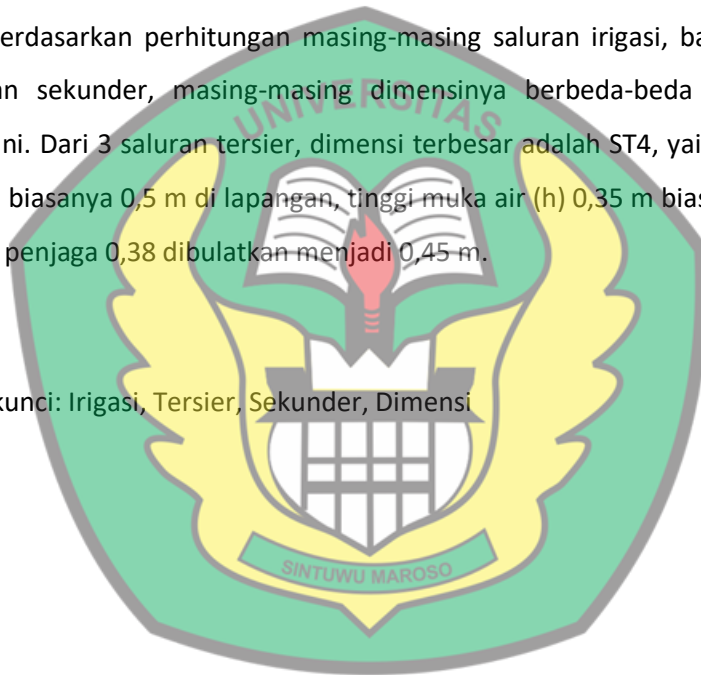 erdasarkan perhitungan masing-masing saluran irigasi, ba
n sekunder, masing-masing dimensinya berbeda-beda
ni. Dari 3 saluran tersier, dimensi terbesar adalah ST4, yai
biasanya 0,5 m di lapangan, tinggi muka air (h) 0,35 m bias
penjaga 0,38 dibulatkan menjadi 0,45 m.
kunci: Irigasi, Tersier, Sekunder, Dimensi
UNIVERSITAS
SINTUWU MAROSO